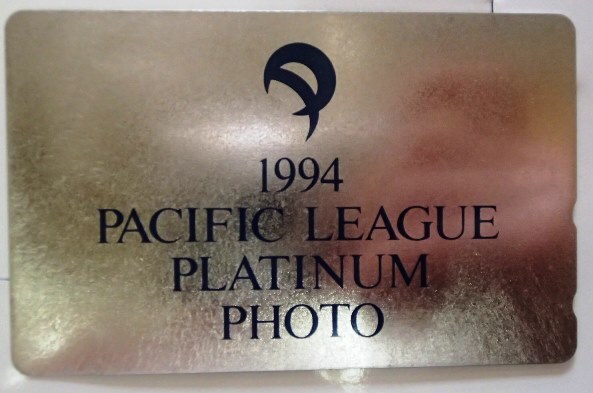 1994
PACIFIC LEAGUE
PLATINUM
PHOTO